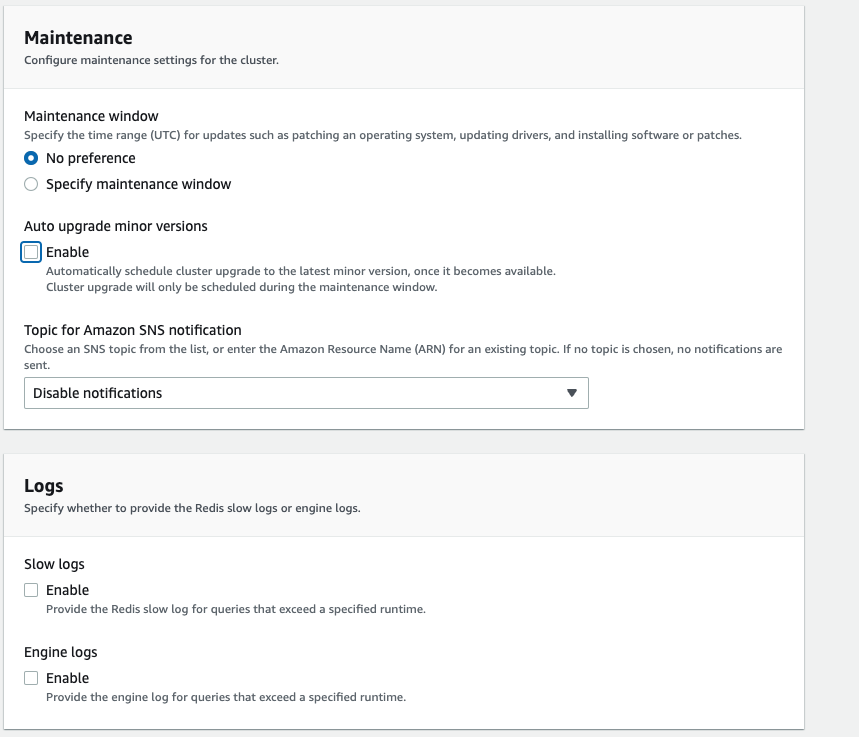 Maintenance
Configure maintenance settings for the cluster.
Maintenance window
Specify the time range (UTC) for updates such as patching an operating system, updating drivers, and installing software or patches.
No preference
Specify maintenance window
Auto upgrade minor versions
Enable
Automatically schedule cluster upgrade to the latest minor version, once it becomes available.
Cluster upgrade will only be scheduled during the maintenance window.
Topic for Amazon SNS notification
Choose an SNS topic from the list, or enter the Amazon Resource Name (ARN) for an existing topic. If no topic is chosen, no notifications are
sent.
Disable notifications
Logs
Specify whether to provide the Redis slow logs or engine logs.
Slow logs
Enable
Provide the Redis slow log for queries that exceed a specified runtime.
Engine logs
Enable
Provide the engine log for queries that exceed a specified runtime.